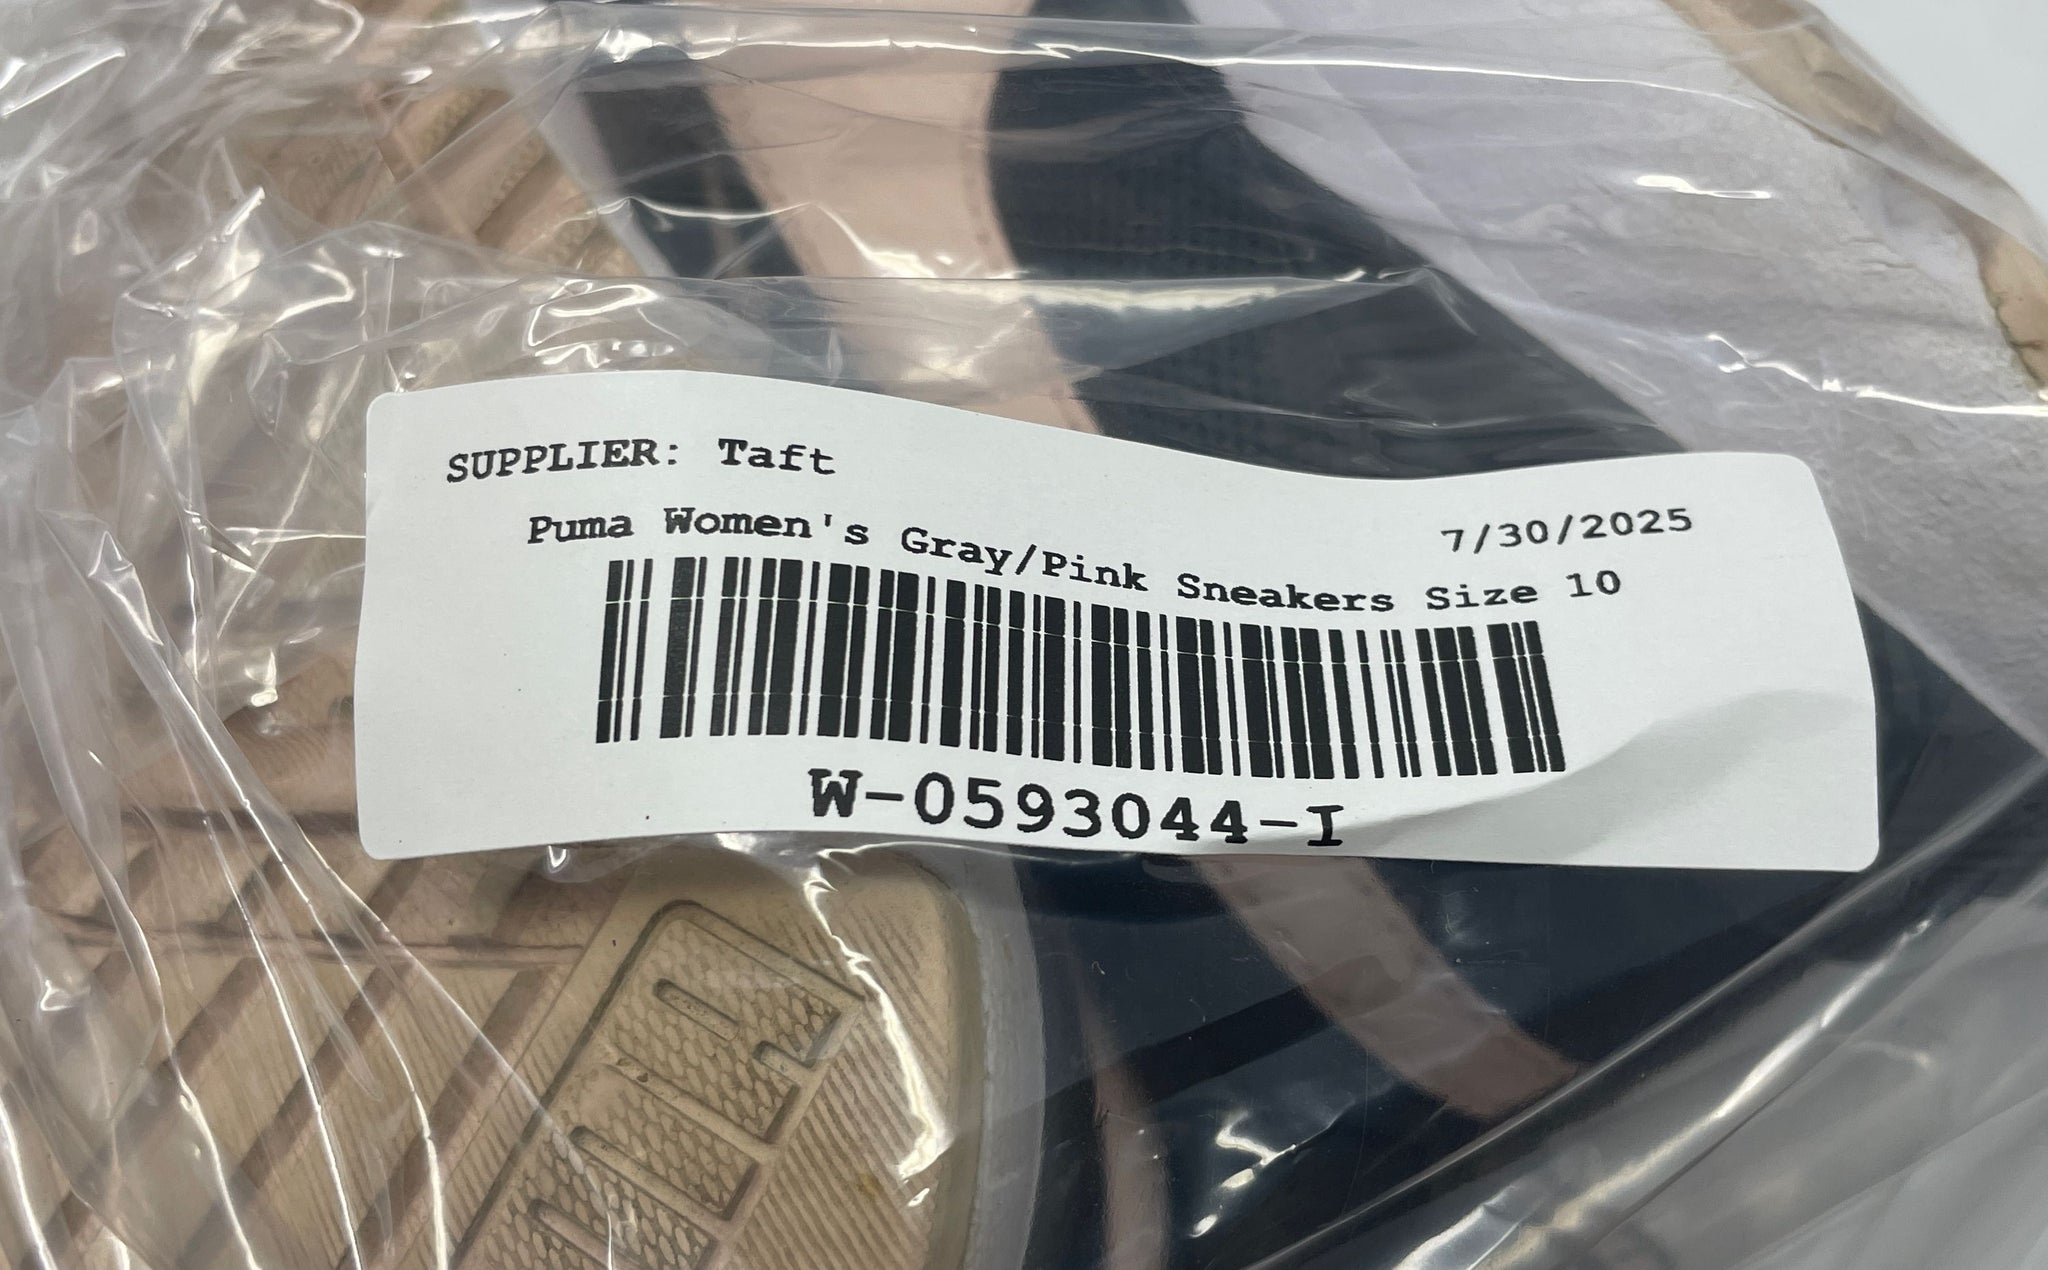 SUPPLIER: Taft
7/30/2025
Puma Women's Gray/Pink Sneakers Size 10
W-0593044-I